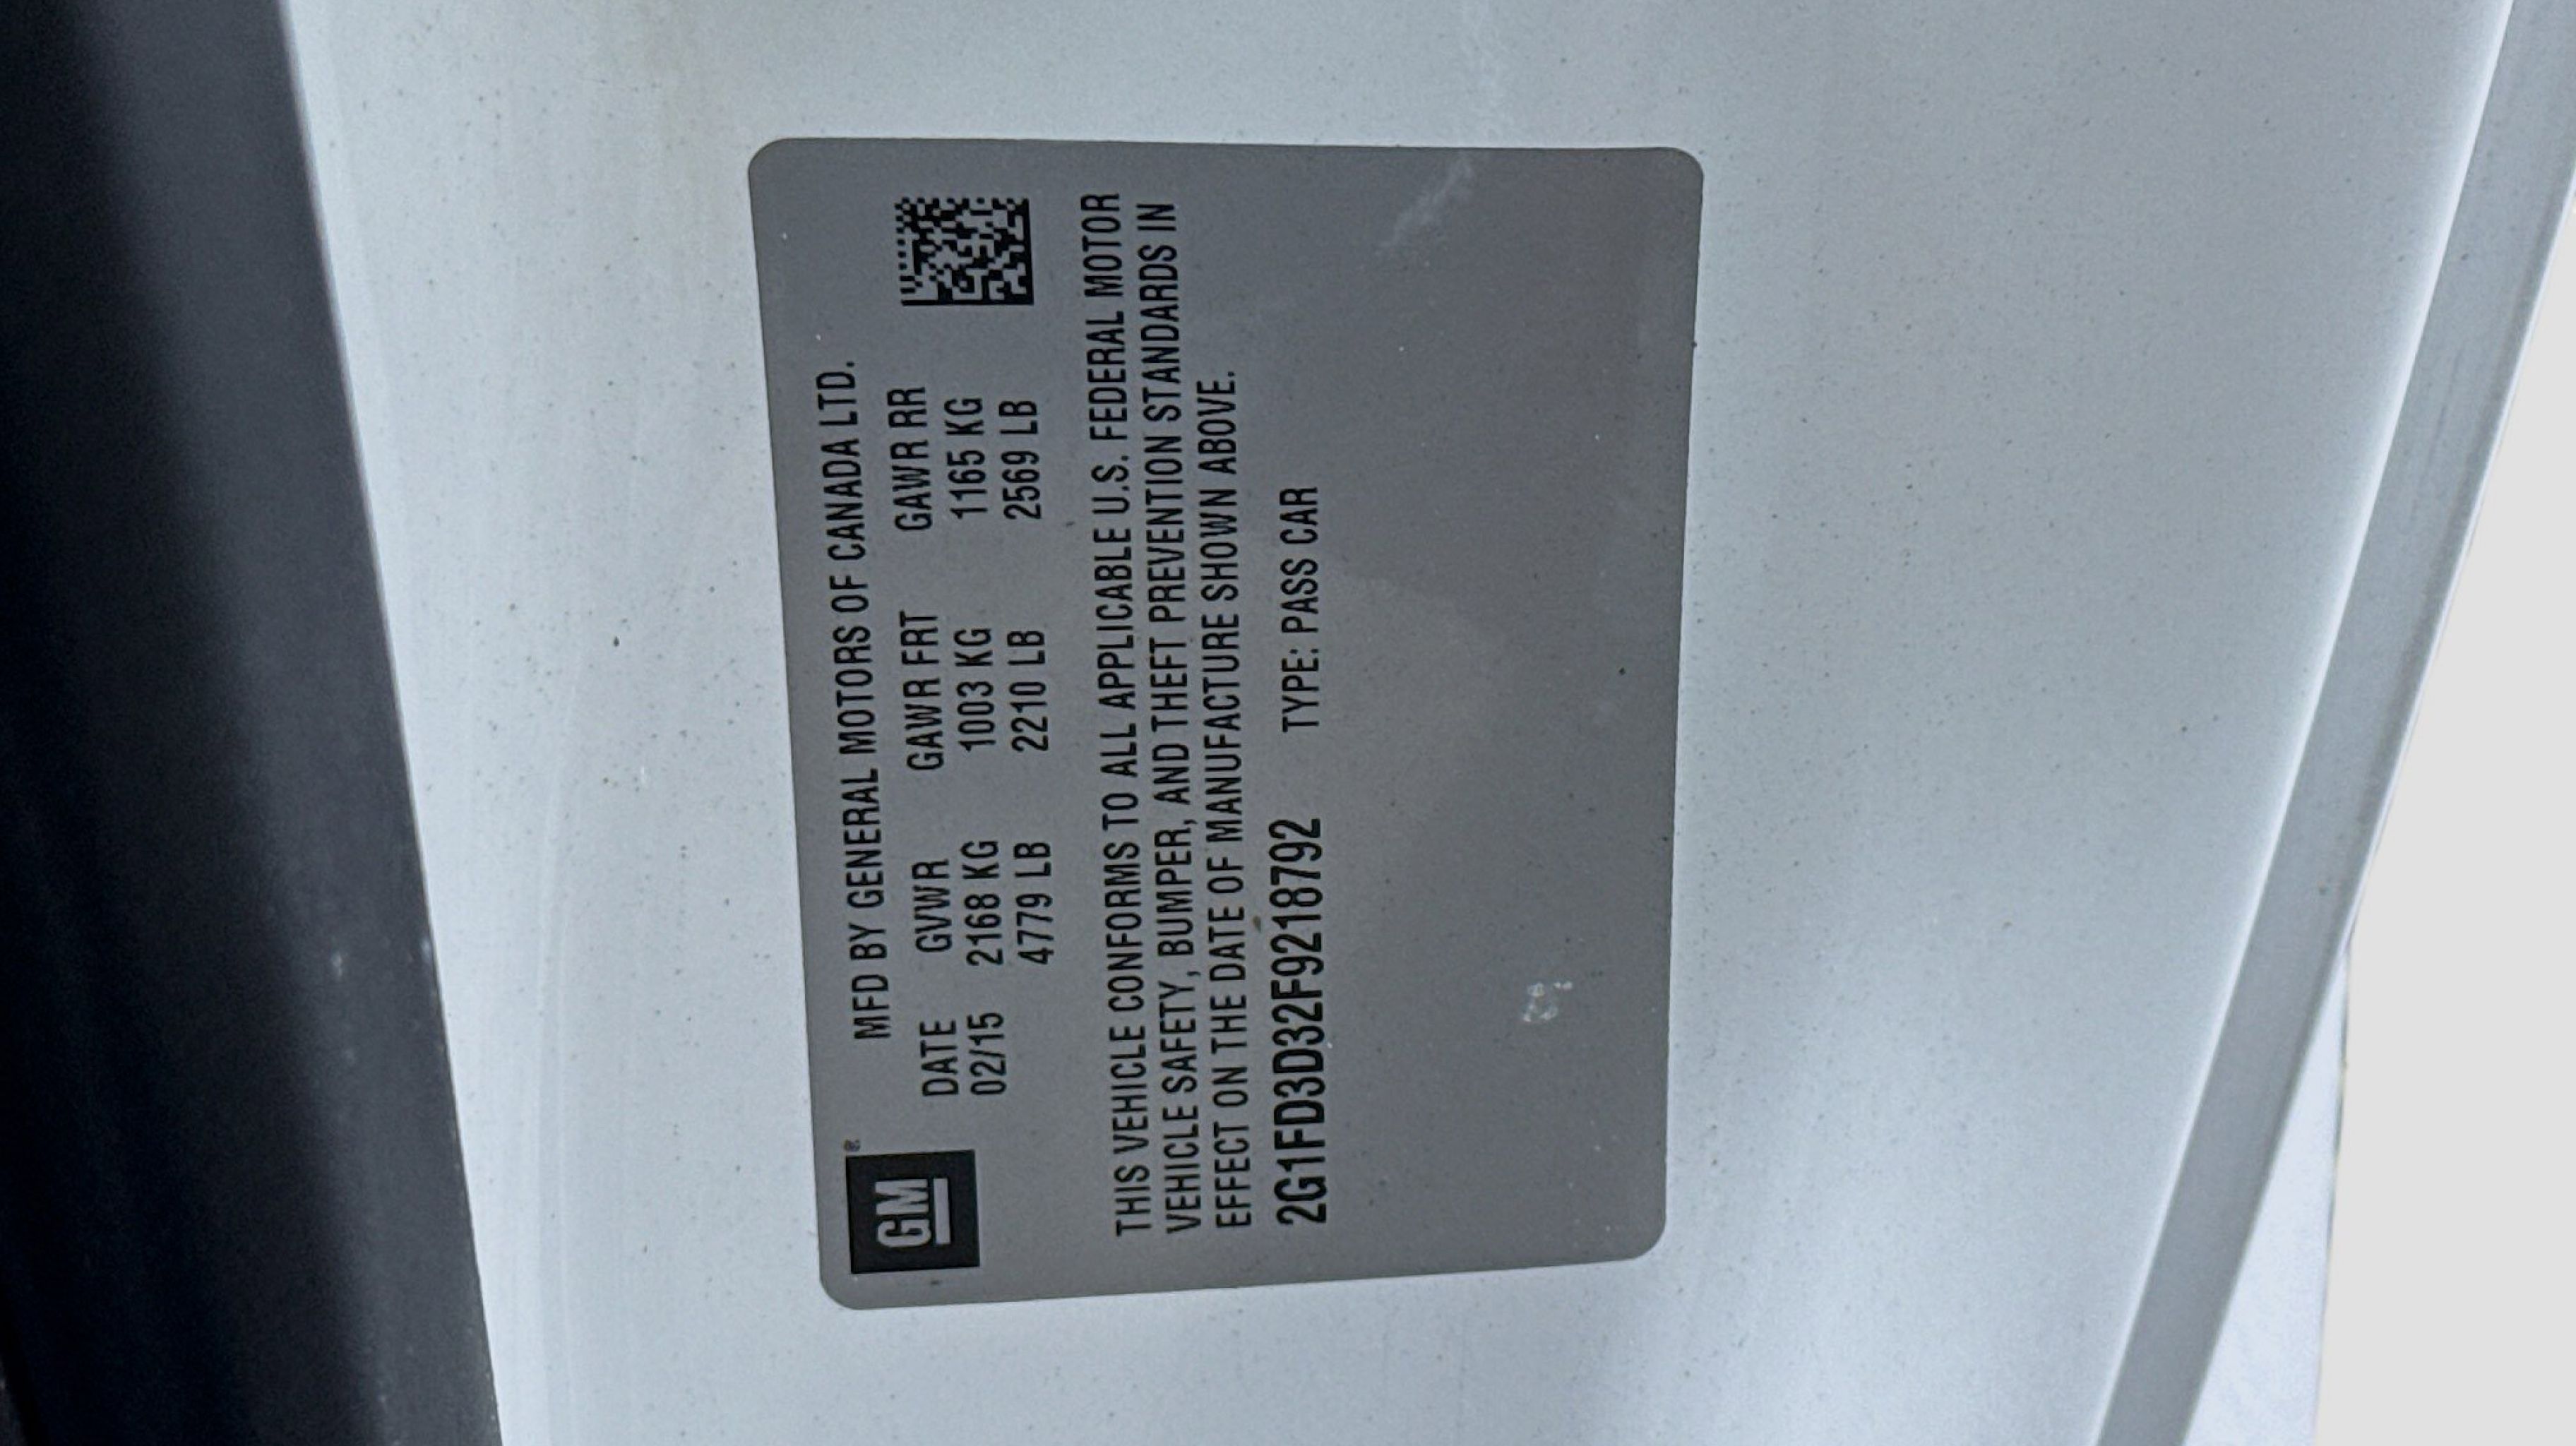 GM®
MFD BY GENERAL MOTORS OF CANADA LTD.
DATE GVWR GAWR FRT GAWR RR
02/15 2168 KG 1003 KG 1165 KG
4779 LB 2210 LB 2569 LB
THIS VEHICLE CONFORMS TO ALL APPLICABLE U.S. FEDERAL MOTOR
VEHICLE SAFETY, BUMPER, AND THEFT PREVENTION STANDARDS IN
EFFECT ON THE DATE OF MANUFACTURE SHOWN ABOVE.
2G1FD3D32F9218792 TYPE: PASS CAR